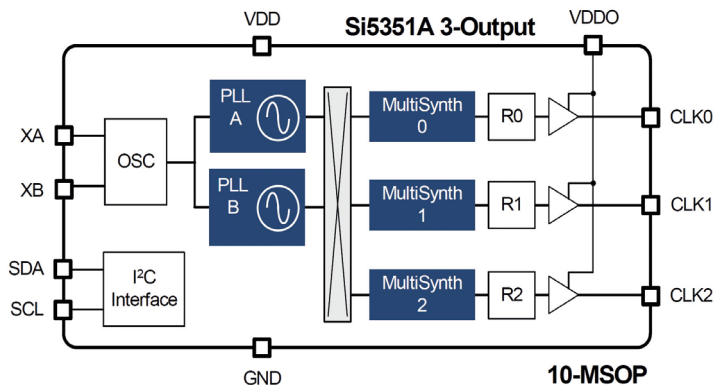 VDD
Si5351A 3-Output
VDDO
PLL
A
MultiSynth
0
R0
CLK0
XA
OSC
XB
PLL
B
MultiSynth
1
R1
CLK1
SDA
I²C
Interface
SCL
MultiSynth
2
R2
CLK2
GND
10-MSOP